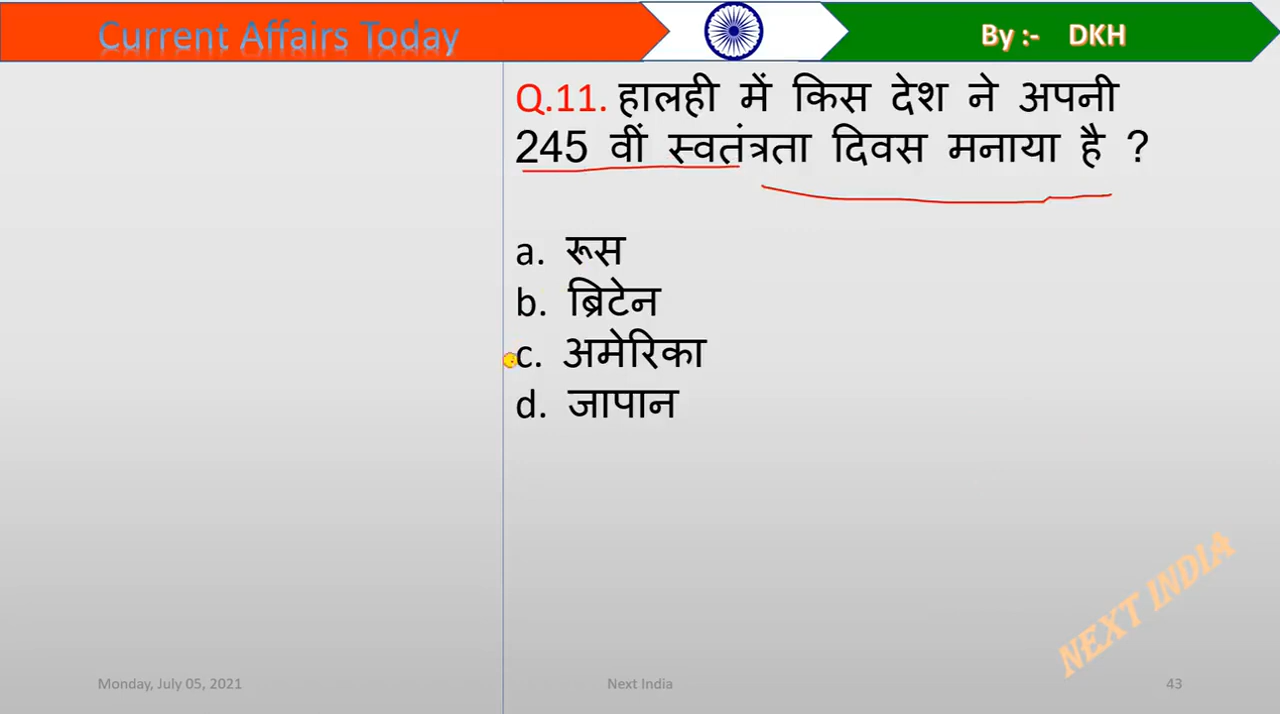 Current Affairs Today
By :- DKH
Q.11. हालही में किस देश ने अपनी
245 वीं स्वतंत्रता दिवस मनाया है ?
a. रूस
b. ब्रिटेन
c. अमेरिका
d. जापान
NEXT INDIA
Monday, July 05, 2021
Next India
43